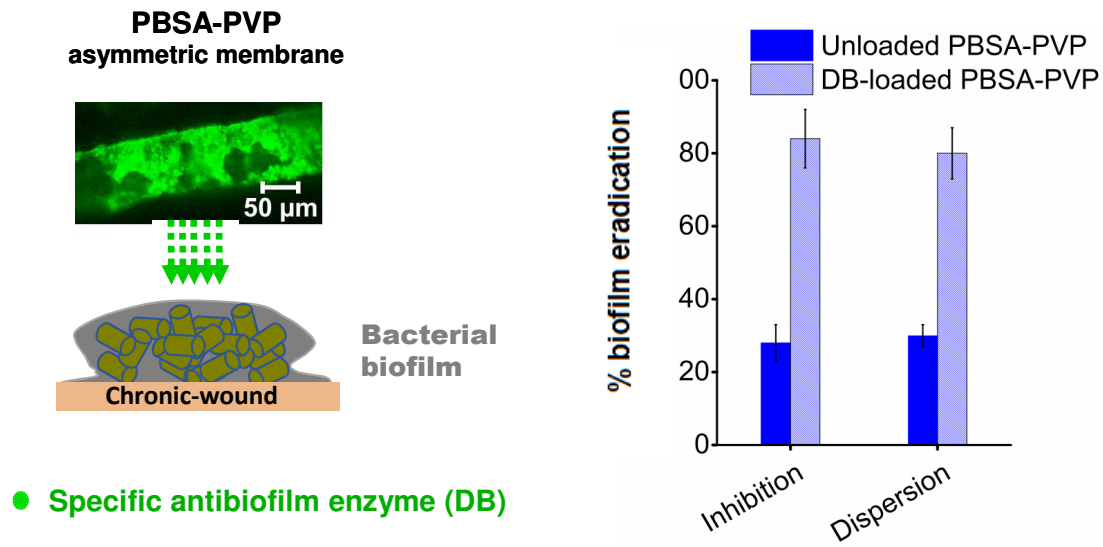 PBSA-PVP
asymmetric membrane
50 µm
Bacterial
biofilm
Chronic-wound
Specific antibiofilm enzyme (DB)
Unloaded PBSA-PVP
DB-loaded PBSA-PVP
% biofilm eradication
00
80
60
40
20
0
Inhibition
Dispersion